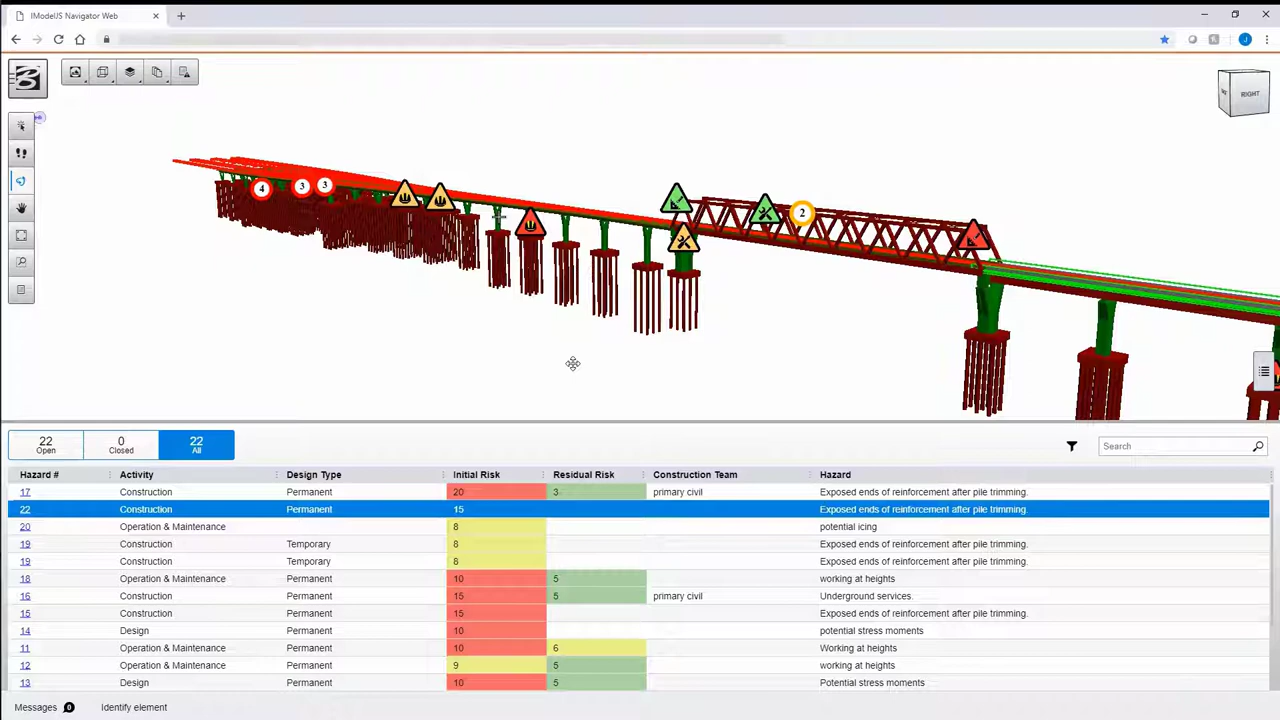 IModelJS Navigator Web
J
RIGHT
4
3
3
2
22 Open
0 Closed
22 All
Search
Hazard # Activity Design Type Initial Risk Residual Risk Construction Team Hazard
17 Construction Permanent 20 3 primary civil Exposed ends of reinforcement after pile trimming.
22 Construction Permanent 15 Exposed ends of reinforcement after pile trimming.
20 Operation & Maintenance 8 potential icing
19 Construction Temporary 8 Exposed ends of reinforcement after pile trimming.
19 Construction Temporary 8 Exposed ends of reinforcement after pile trimming.
18 Operation & Maintenance Permanent 10 5 working at heights
16 Construction Permanent 15 5 primary civil Underground services.
15 Construction Permanent 15 Exposed ends of reinforcement after pile trimming.
14 Design Permanent 10 potential stress moments
11 Operation & Maintenance Permanent 10 6 Working at heights
12 Operation & Maintenance Permanent 9 5 working at heights
13 Design Permanent 10 5 Potential stress moments
Messages 0 Identify element